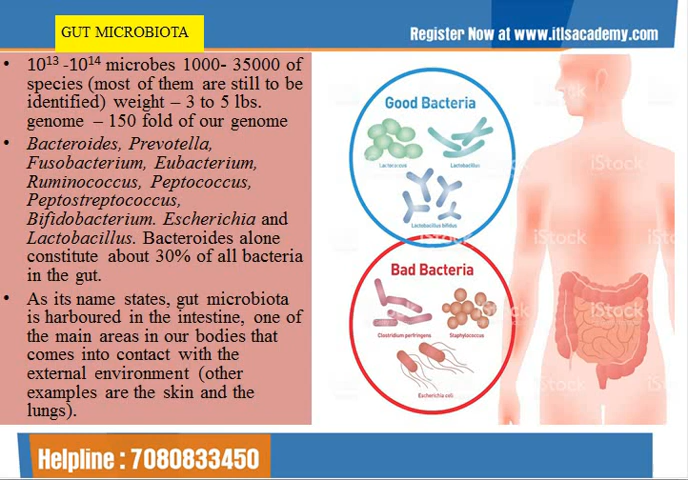 GUT MICROBIOTA
Register Now at www.itlsacademy.com
• 10¹³ -10¹⁴ microbes 1000- 35000 of
species (most of them are still to be
identified) weight – 3 to 5 lbs.
genome – 150 fold of our genome
• Bacteroides, Prevotella,
Fusobacterium, Eubacterium,
Ruminococcus, Peptococcus,
Peptostreptococcus,
Bifidobacterium. Escherichia and
Lactobacillus. Bacteroides alone
constitute about 30% of all bacteria
in the gut.
• As its name states, gut microbiota
is harboured in the intestine, one of
the main areas in our bodies that
comes into contact with the
external environment (other
examples are the skin and the
lungs).
Good Bacteria
Lactobacillus
Lactobacillus bifidus
Bad Bacteria
Clostridium perfringens
Staphylococcus
Escherichia coli
iStock
iStock
iStock
iStock
Helpline : 7080833450